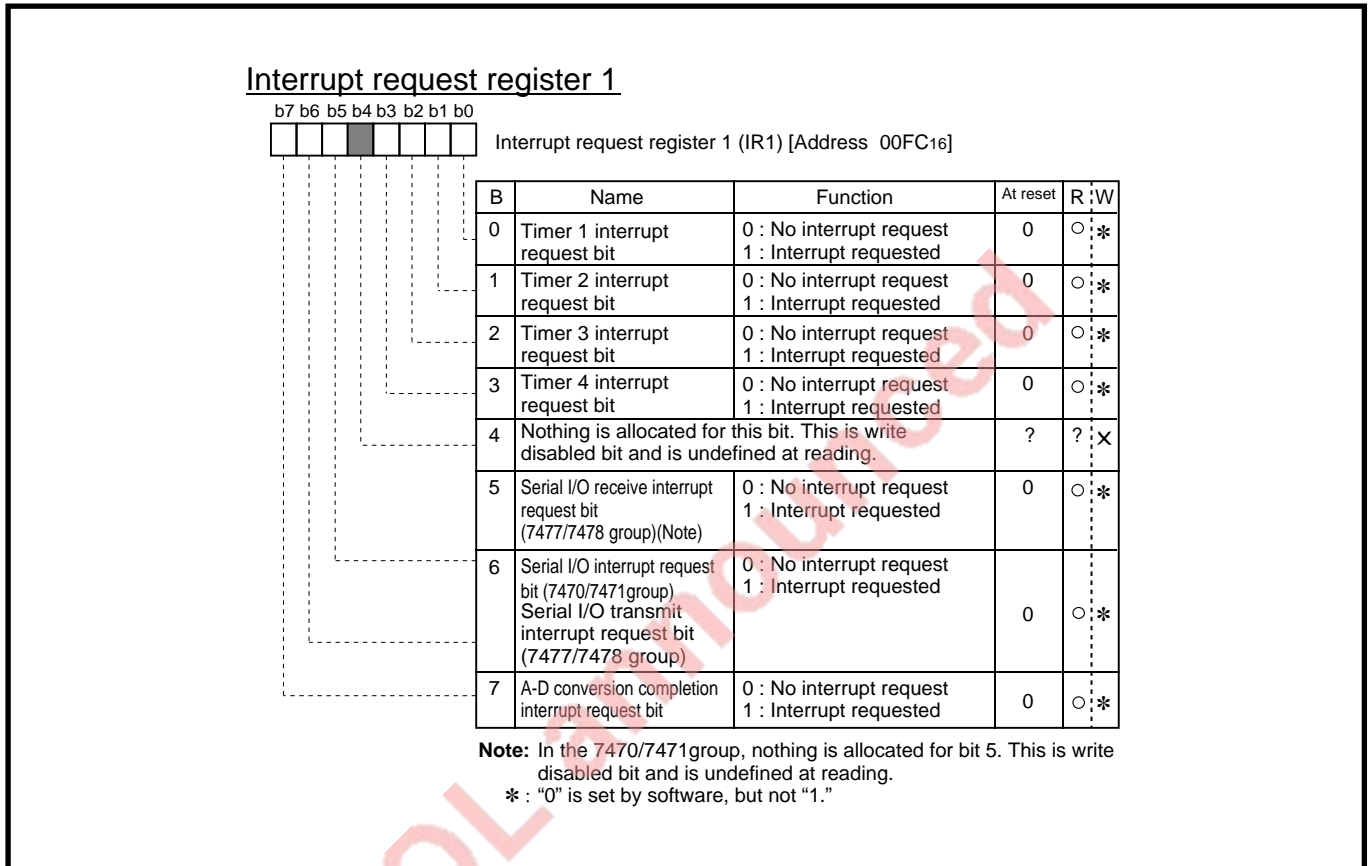 Interrupt request register 1
b7 b6 b5 b4 b3 b2 b1 b0
Interrupt request register 1 (IR1) [Address 00FC16]
B Name Function At reset R W
0 Timer 1 interrupt request bit 0 : No interrupt request 1 : Interrupt requested 0 ○ ✻
1 Timer 2 interrupt request bit 0 : No interrupt request 1 : Interrupt requested 0 ○ ✻
2 Timer 3 interrupt request bit 0 : No interrupt request 1 : Interrupt requested 0 ○ ✻
3 Timer 4 interrupt request bit 0 : No interrupt request 1 : Interrupt requested 0 ○ ✻
4 Nothing is allocated for this bit. This is write disabled bit and is undefined at reading. ? ? ×
5 Serial I/O receive interrupt request bit (7477/7478 group)(Note) 0 : No interrupt request 1 : Interrupt requested 0 ○ ✻
6 Serial I/O interrupt request bit (7470/7471group) Serial I/O transmit interrupt request bit (7477/7478 group) 0 : No interrupt request 1 : Interrupt requested 0 ○ ✻
7 A-D conversion completion interrupt request bit 0 : No interrupt request 1 : Interrupt requested 0 ○ ✻
Note: In the 7470/7471group, nothing is allocated for bit 5. This is write
disabled bit and is undefined at reading.
✻ : “0” is set by software, but not “1.”
OL announced